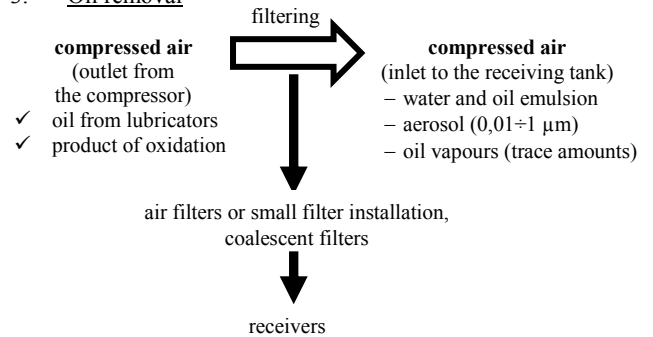 3. Oil removal
filtering
compressed air
(outlet from
the compressor)
✓ oil from lubricators
✓ product of oxidation
compressed air
(inlet to the receiving tank)
– water and oil emulsion
– aerosol (0,01÷1 µm)
– oil vapours (trace amounts)
air filters or small filter installation,
coalescent filters
receivers